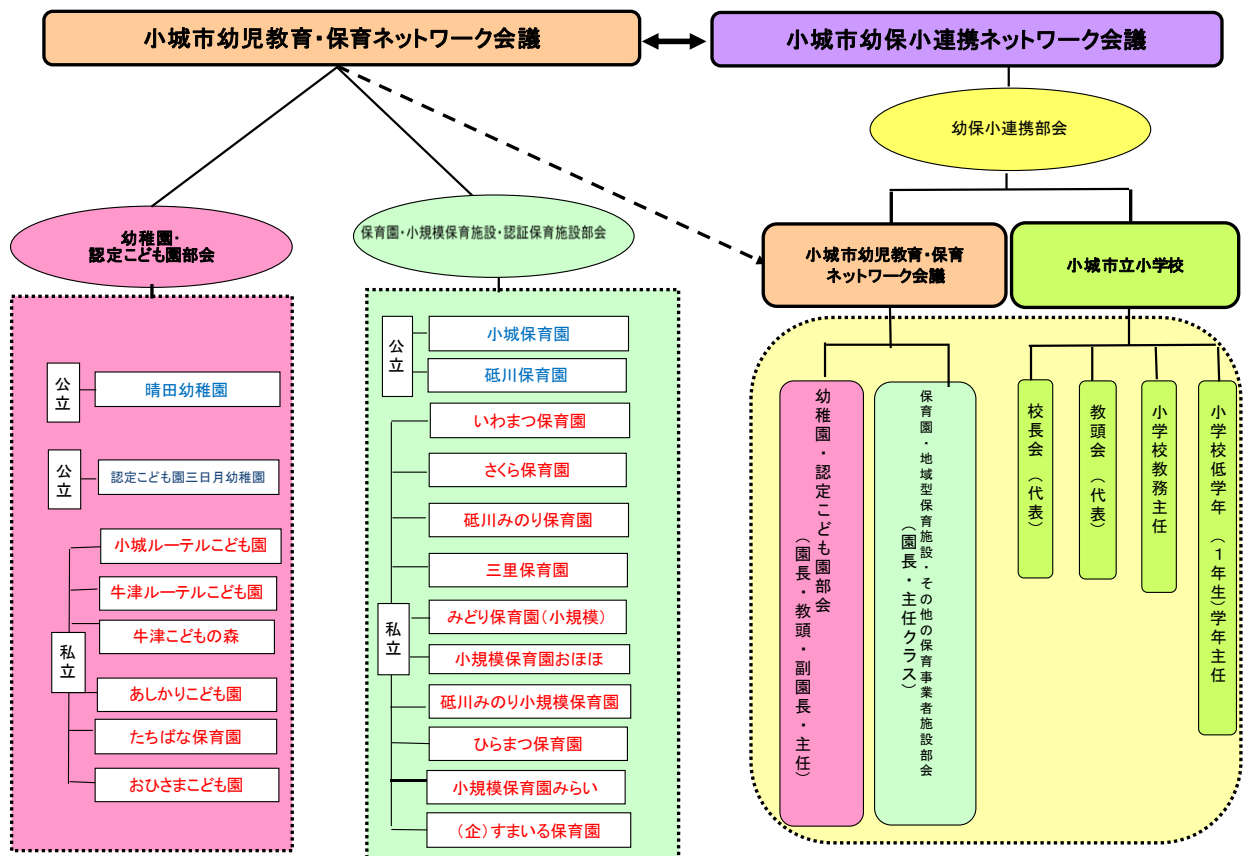 小城市幼児教育・保育ネットワーク会議
小城市幼保小連携ネットワーク会議
幼保小連携部会
幼稚園・
認定こども園部会
保育園・小規模保育施設・認証保育施設部会
小城市幼児教育・保育
ネットワーク会議
小城市立小学校
公立
晴田幼稚園
公立
認定こども園三日月幼稚園
私立
小城ルーテルこども園
牛津ルーテルこども園
牛津こどもの森
あしかりこども園
たちばな保育園
おひさまこども園
公立
小城保育園
砥川保育園
私立
いわまつ保育園
さくら保育園
砥川みのり保育園
三里保育園
みどり保育園(小規模)
小規模保育園おほほ
砥川みのり小規模保育園
ひらまつ保育園
小規模保育園みらい
(企)すまいる保育園
幼稚園・認定こども園部会
(園長・教頭・副園長・主任)
保育園・地域型保育施設・その他の保育事業者施設部会
(園長・主任クラス)
校長会(代表)
教頭会(代表)
小学校教務主任
小学校低学年(1年生)学年主任